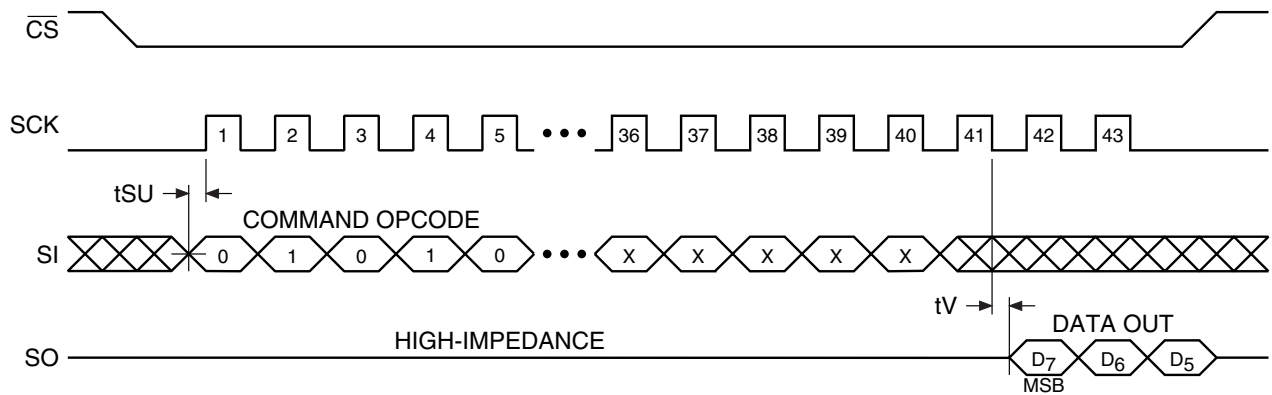 CS
SCK 1 2 3 4 5 ••• 36 37 38 39 40 41 42 43
tSU
COMMAND OPCODE
SI 0 1 0 1 0 ••• X X X X X
tV
DATA OUT
HIGH-IMPEDANCE
SO D7 D6 D5
MSB